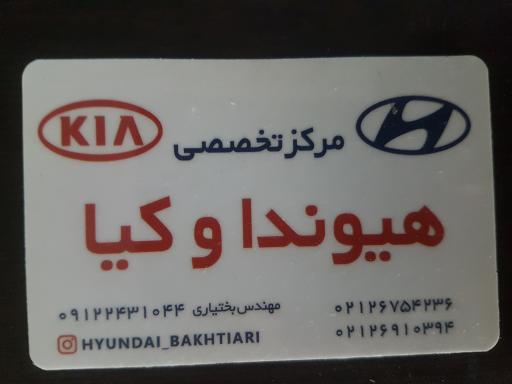 KIA
مرکز تخصصی
هیوندا و کیا
۰۲۱۲۶۷۵۴۲۳۶
مهندس بختیاری ۰۹۱۲۲۴۳۱۰۴۴
۰۲۱۲۶۹۱۰۳۹۴
HYUNDAI_BAKHTIARI